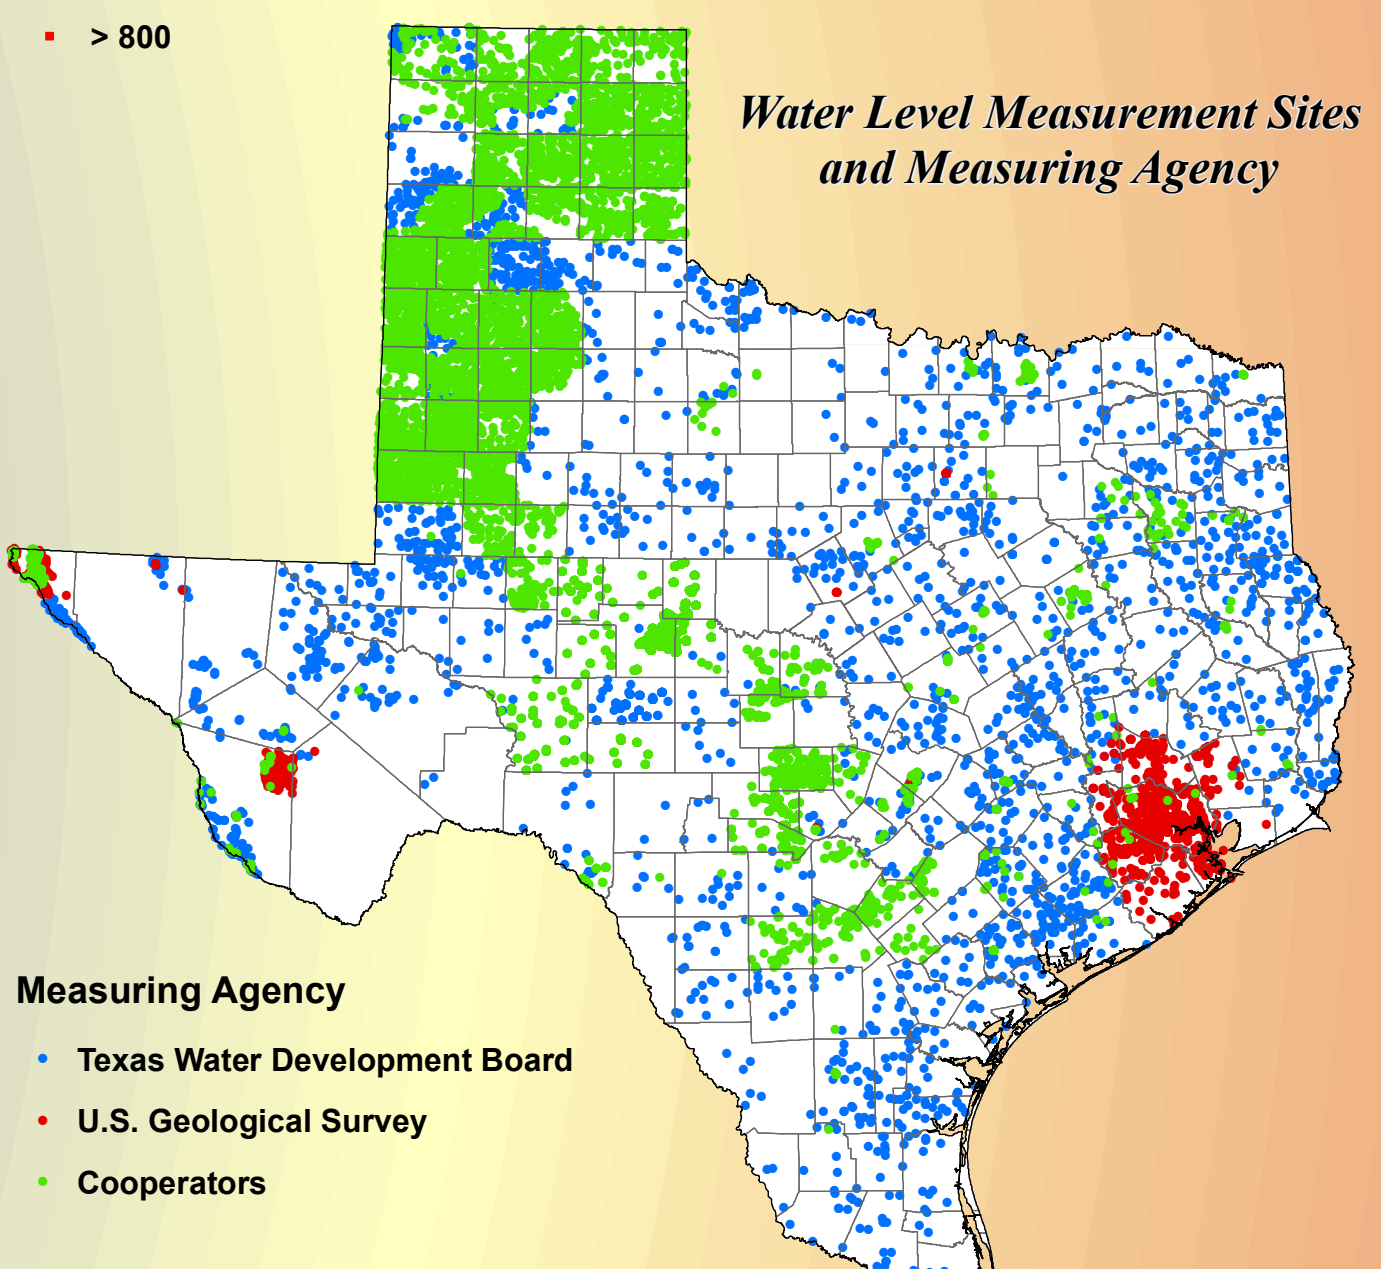 > 800
Water Level Measurement Sites
and Measuring Agency
Measuring Agency
Texas Water Development Board
U.S. Geological Survey
Cooperators